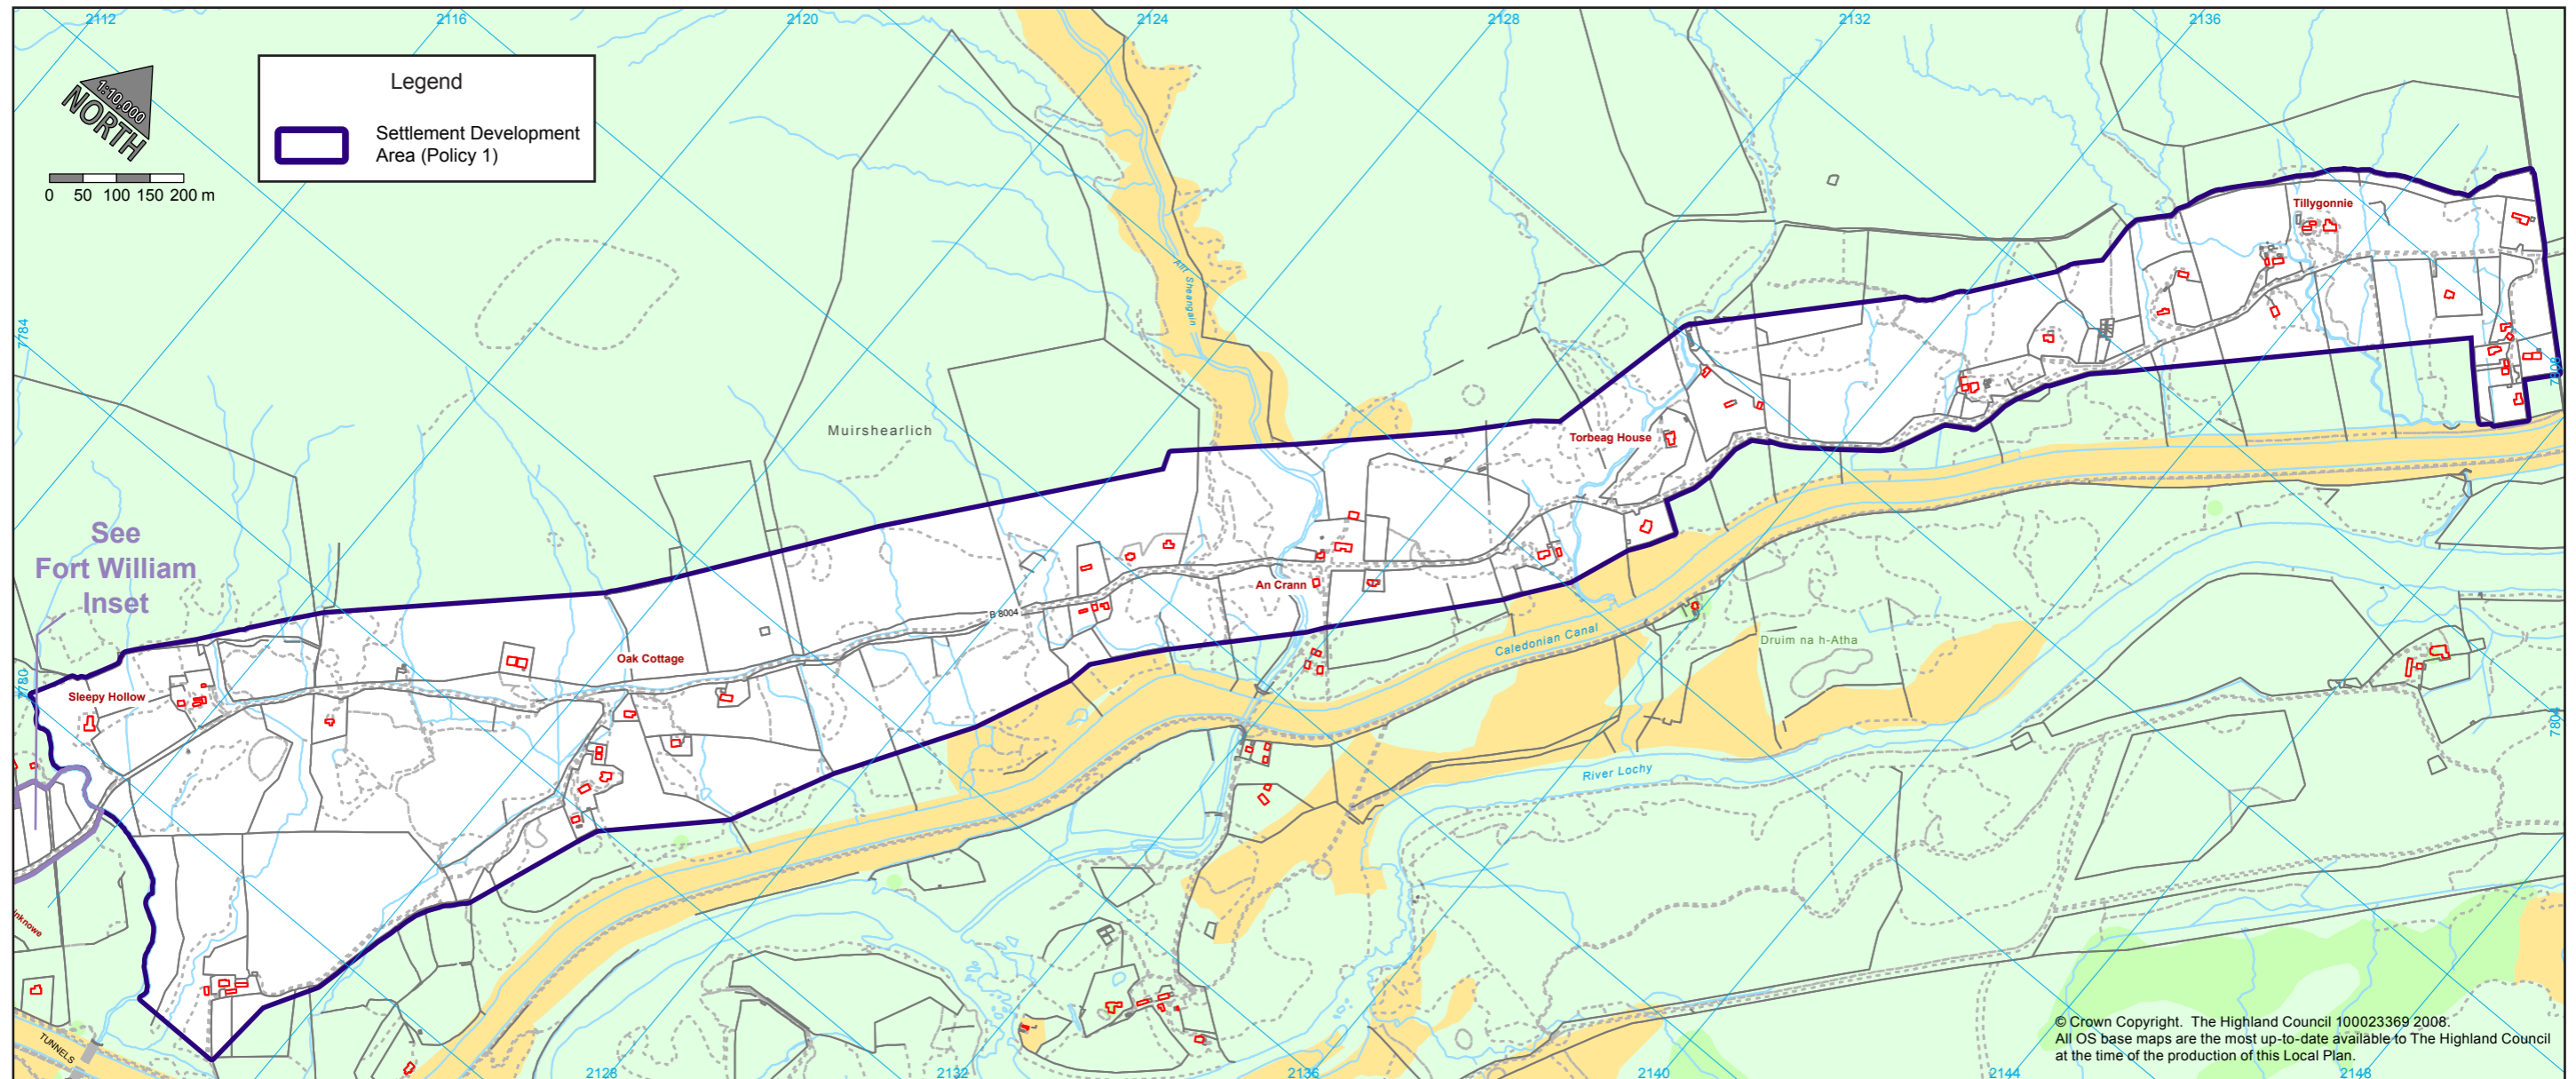 2112
2116
2120
2124
2128
2132
2136
Legend
Settlement Development
Area (Policy 1)
1:10,000
NORTH
0 50 100 150 200 m
Tillygonnie
Allt Sheangain
7784
7800
Muirshearlich
Torbeag House
See
Fort William
Inset
An Crann
B 8004
Caledonian Canal
Druim na h-Atha
Oak Cottage
7780
Sleepy Hollow
7804
River Lochy
inknowe
TUNNELS
© Crown Copyright. The Highland Council 100023369 2008.
All OS base maps are the most up-to-date available to The Highland Council
at the time of the production of this Local Plan.
2128
2132
2136
2140
2144
2148